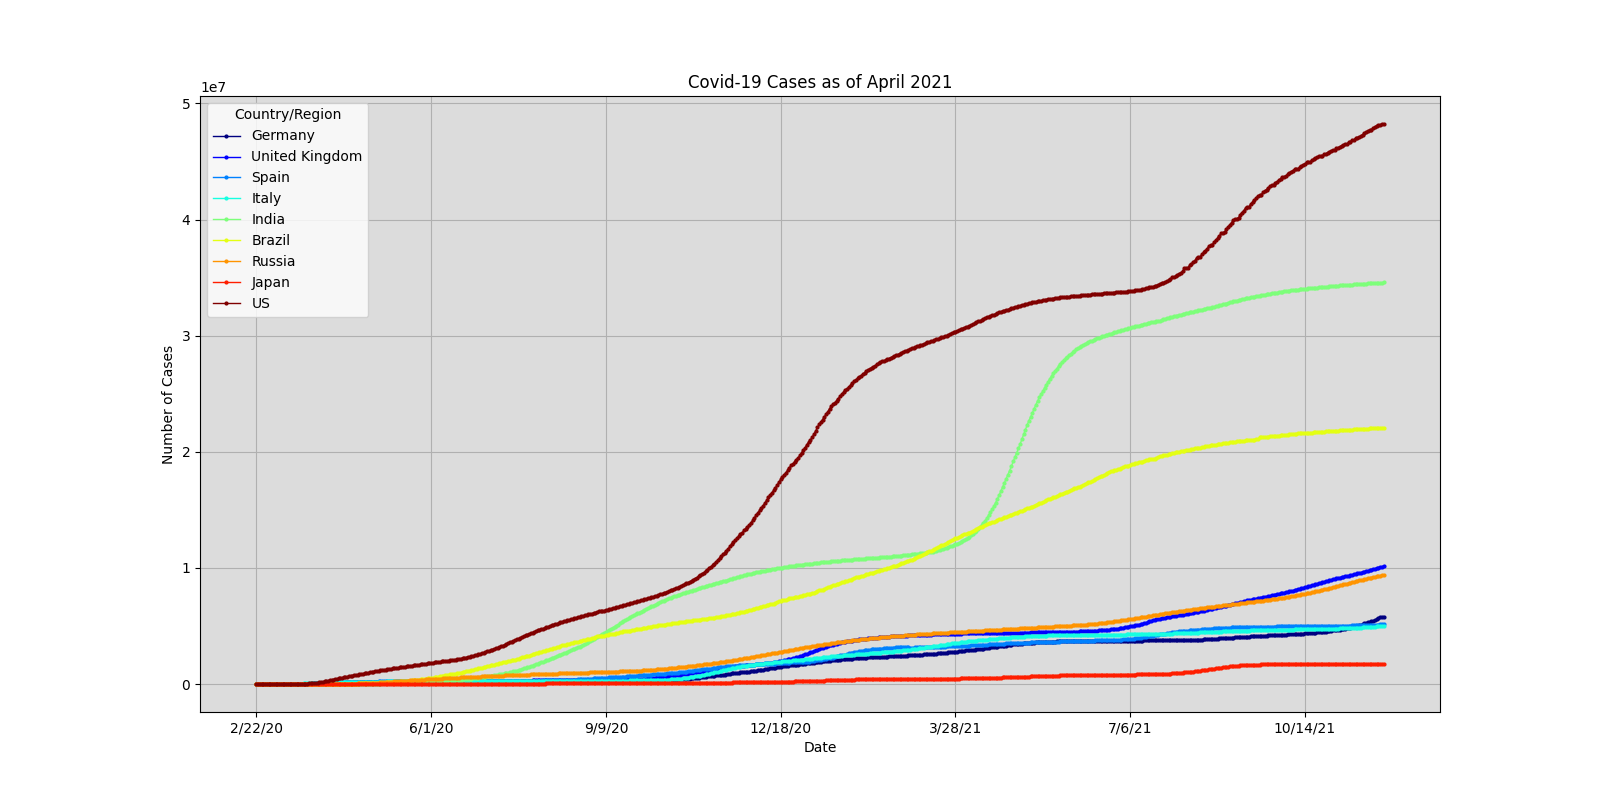 Covid-19 Cases as of April 2021
1e7
5
4
3
2
1
0
Number of Cases
Country/Region
Germany
United Kingdom
Spain
Italy
India
Brazil
Russia
Japan
US
2/22/20
6/1/20
9/9/20
12/18/20
3/28/21
7/6/21
10/14/21
Date